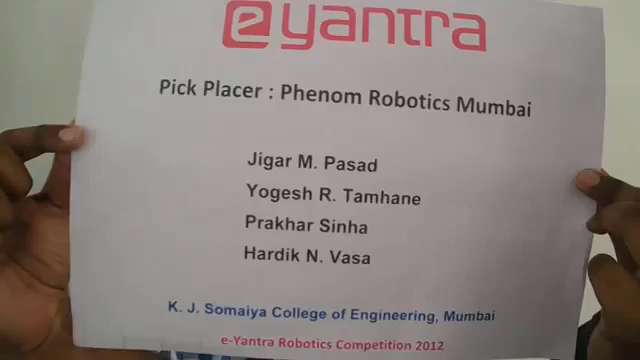 eyantra
Pick Placer : Phenom Robotics Mumbai
Jigar M. Pasad
Yogesh R. Tamhane
Prakhar Sinha
Hardik N. Vasa
K. J. Somaiya College of Engineering, Mumbai
e-Yantra Robotics Competition 2012